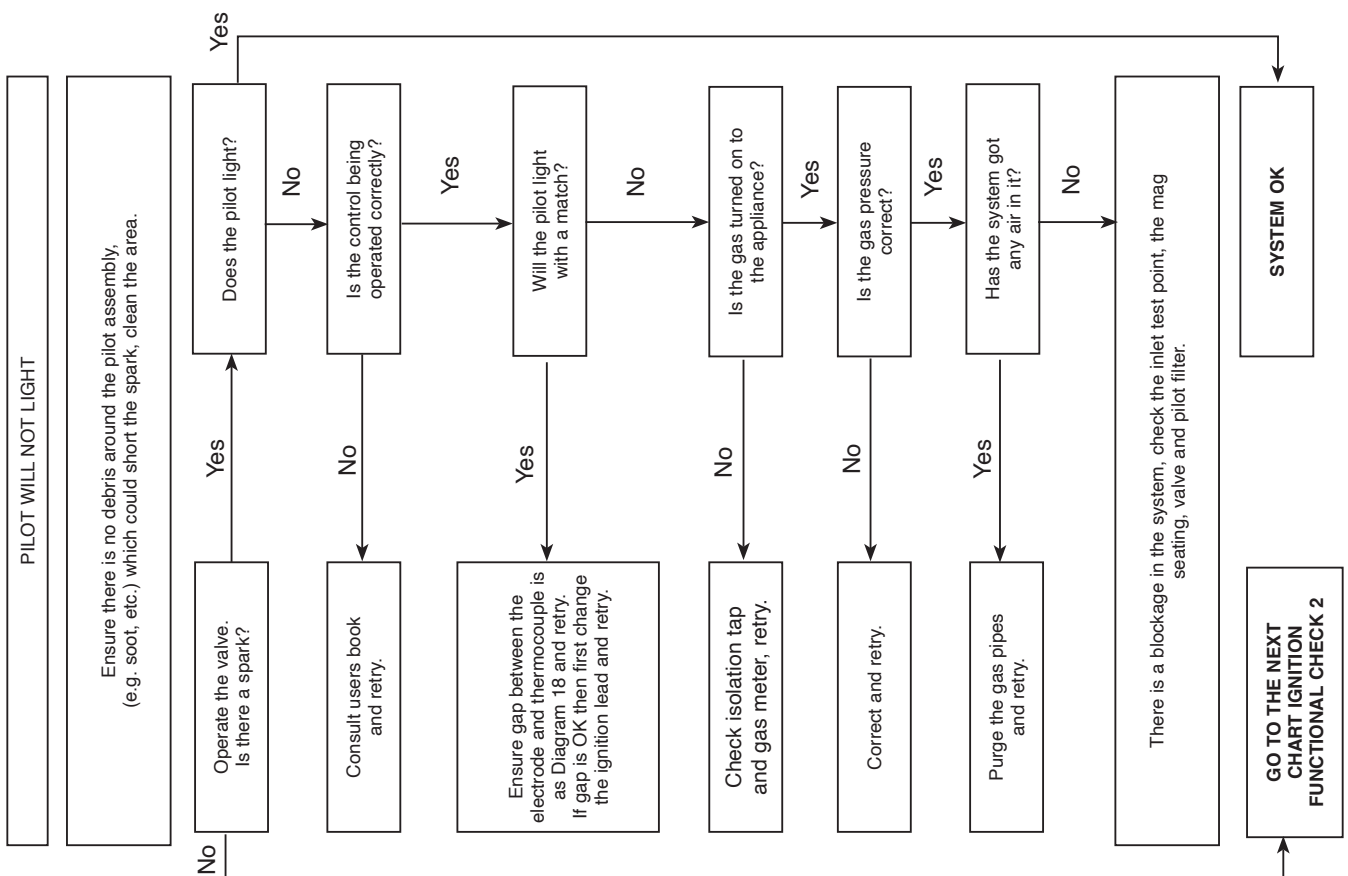 PILOT WILL NOT LIGHT
Ensure there is no debris around the pilot assembly,
(e.g. soot, etc.) which could short the spark, clean the area.
No
Operate the valve.
Is there a spark?
Yes
Does the pilot light?
Yes
No
Consult users book
and retry.
No
Is the control being
operated correctly?
Yes
Ensure gap between the
electrode and thermocouple is
as Diagram 18 and retry.
If gap is OK then first change
the ignition lead and retry.
Yes
Will the pilot light
with a match?
No
Check isolation tap
and gas meter, retry.
No
Is the gas turned on to
the appliance?
Yes
Correct and retry.
No
Is the gas pressure
correct?
Yes
Purge the gas pipes
and retry.
Yes
Has the system got
any air in it?
No
There is a blockage in the system, check the inlet test point, the mag
seating, valve and pilot filter.
GO TO THE NEXT
CHART IGNITION
FUNCTIONAL CHECK 2
SYSTEM OK